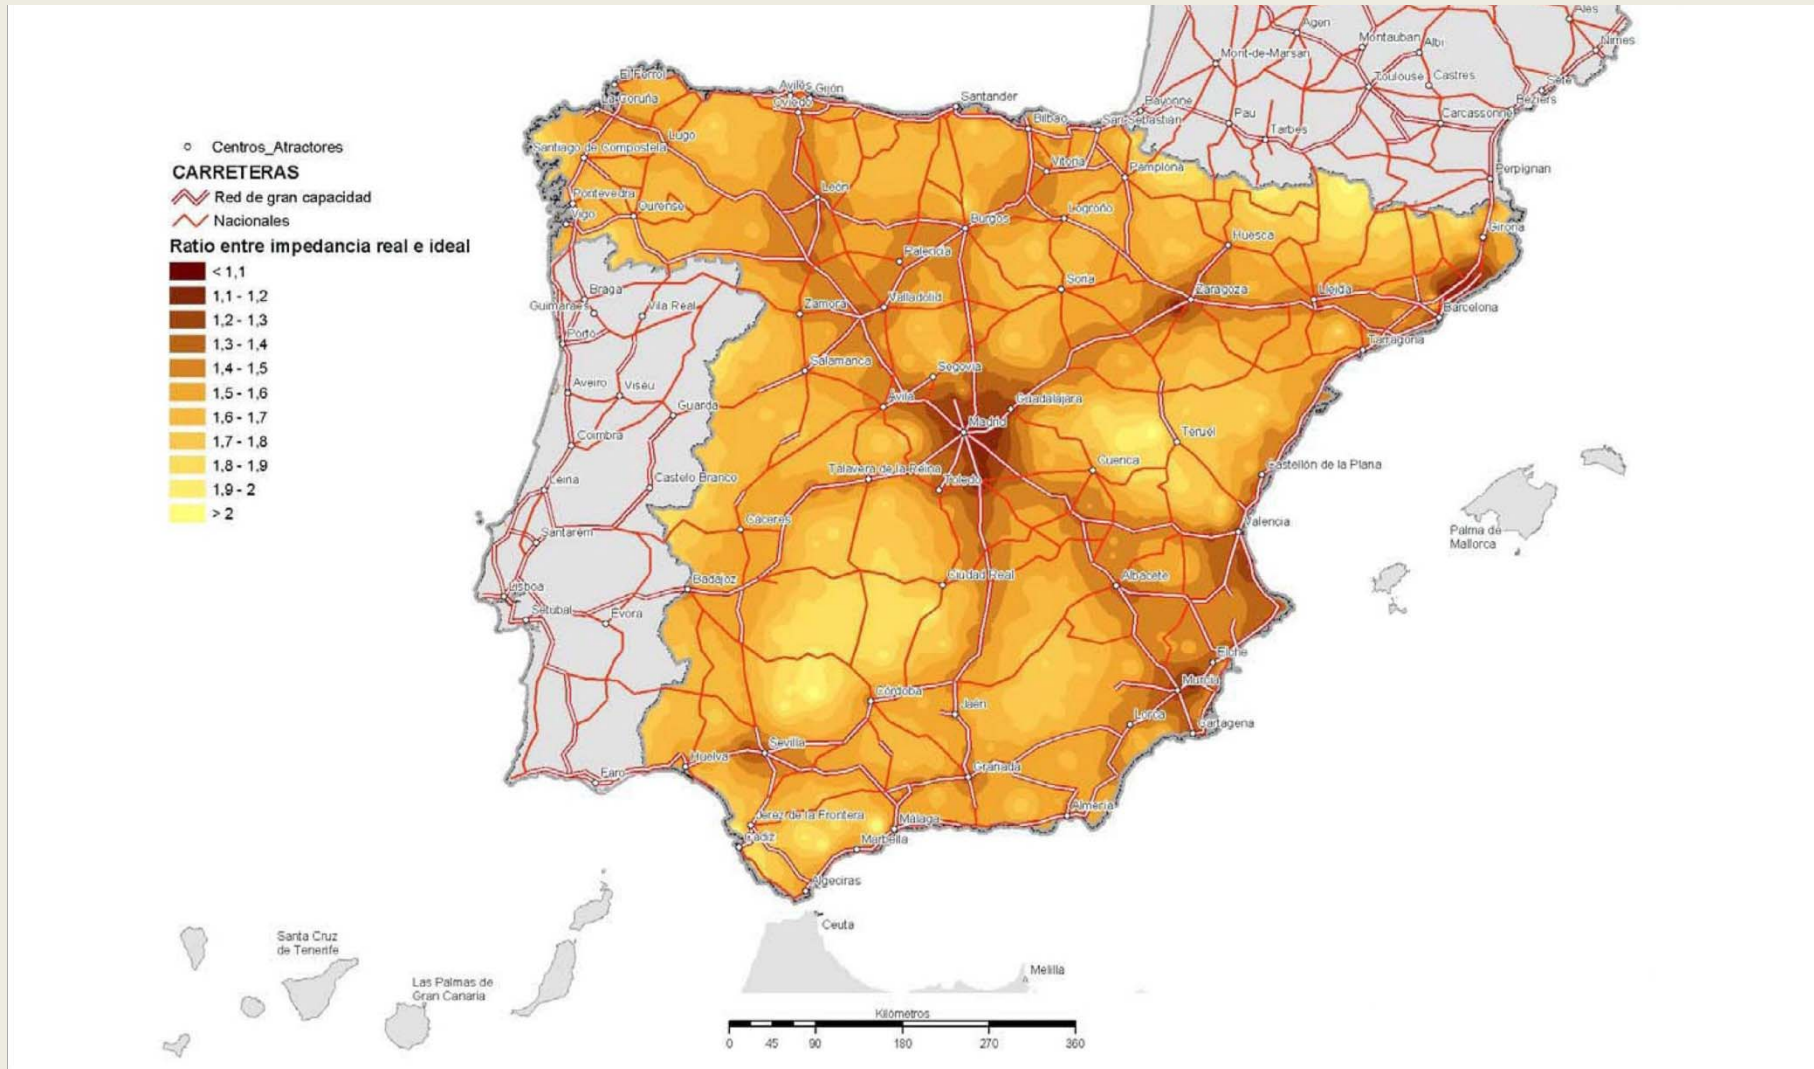 Centros_Atractores
CARRETERAS
Red de gran capacidad
Nacionales
Ratio entre impedancia real e ideal
< 1,1
1,1 - 1,2
1,2 - 1,3
1,3 - 1,4
1,4 - 1,5
1,5 - 1,6
1,6 - 1,7
1,7 - 1,8
1,8 - 1,9
1,9 - 2
> 2
Ales
Agen
Montauban
Albi
Nimes
Mont-de-Marsan
Toulouse
Castres
Sete
Beziers
Bayonne
Pau
Carcassonne
Tarbes
Perpignan
El Ferrol
La Coruña
Avilés
Gijón
Oviedo
Santander
Bilbao
San Sebastian
Lugo
Santiago de Compostela
Vitoria
Pamplona
León
Pontevedra
Ourense
Vigo
Burgos
Logroño
Huesca
Girona
Palencia
Soria
Braga
Guimaraes
Vila Real
Zamora
Valladolid
Zaragoza
Lleida
Barcelona
Porto
Tarragona
Salamanca
Segovia
Aveiro
Viseu
Guarda
Avila
Guadalajara
Madrid
Coimbra
Teruel
Talavera de la Reina
Cuenca
Castellón de la Plana
Leiria
Castelo Branco
Toledo
Cáceres
Valencia
Palma de
Mallorca
Santarem
Lisboa
Badajoz
Ciudad Real
Albacete
Setubal
Evora
Elche
Murcia
Córdoba
Jaén
Lorca
Cartagena
Sevilla
Huelva
Granada
Faro
Almería
Jerez de la Frontera
Málaga
Cádiz
Marbella
Algeciras
Ceuta
Melilla
Santa Cruz
de Tenerife
Las Palmas de
Gran Canaria
Kilómetros
0 45 90 180 270 360